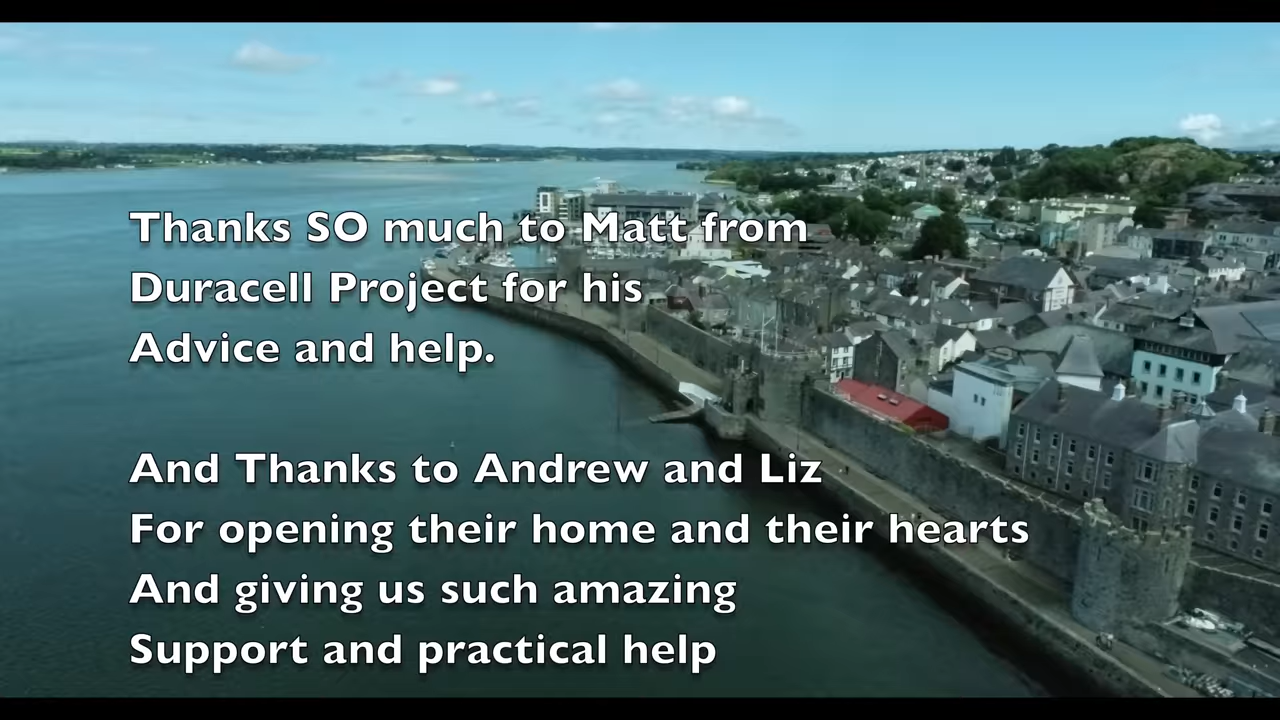 Thanks SO much to Matt from
Duracell Project for his
Advice and help.
And Thanks to Andrew and Liz
For opening their home and their hearts
And giving us such amazing
Support and practical help